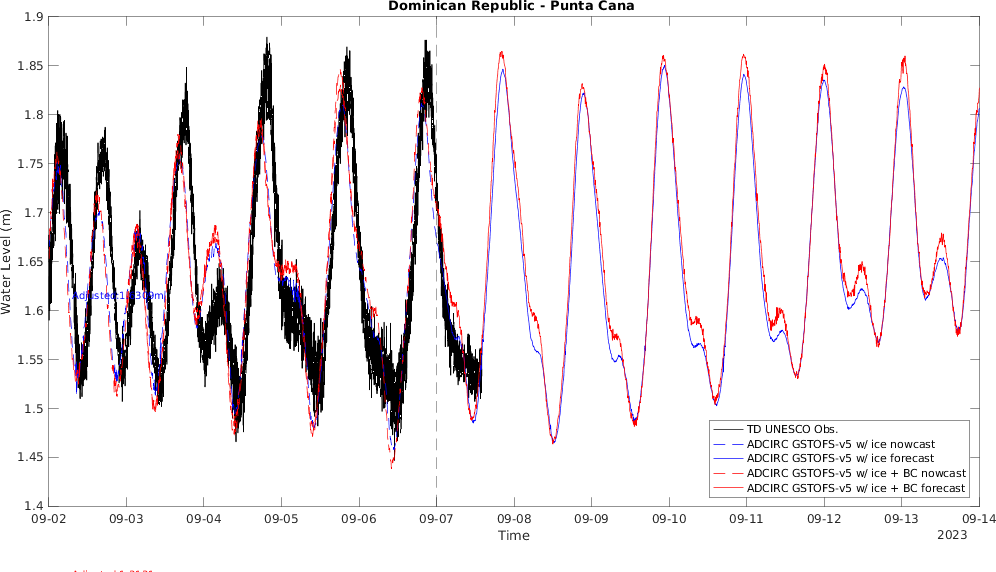 Dominican Republic - Punta Cana
1.9
1.85
1.8
1.75
1.7
1.65
1.6
1.55
1.5
1.45
1.4
Water Level (m)
09-02 09-03 09-04 09-05 09-06 09-07 09-08 09-09 09-10 09-11 09-12 09-13 09-14
Time
2023
TD UNESCO Obs.
ADCIRC GSTOFS-v5 w/ ice nowcast
ADCIRC GSTOFS-v5 w/ ice forecast
ADCIRC GSTOFS-v5 w/ ice + BC nowcast
ADCIRC GSTOFS-v5 w/ ice + BC forecast